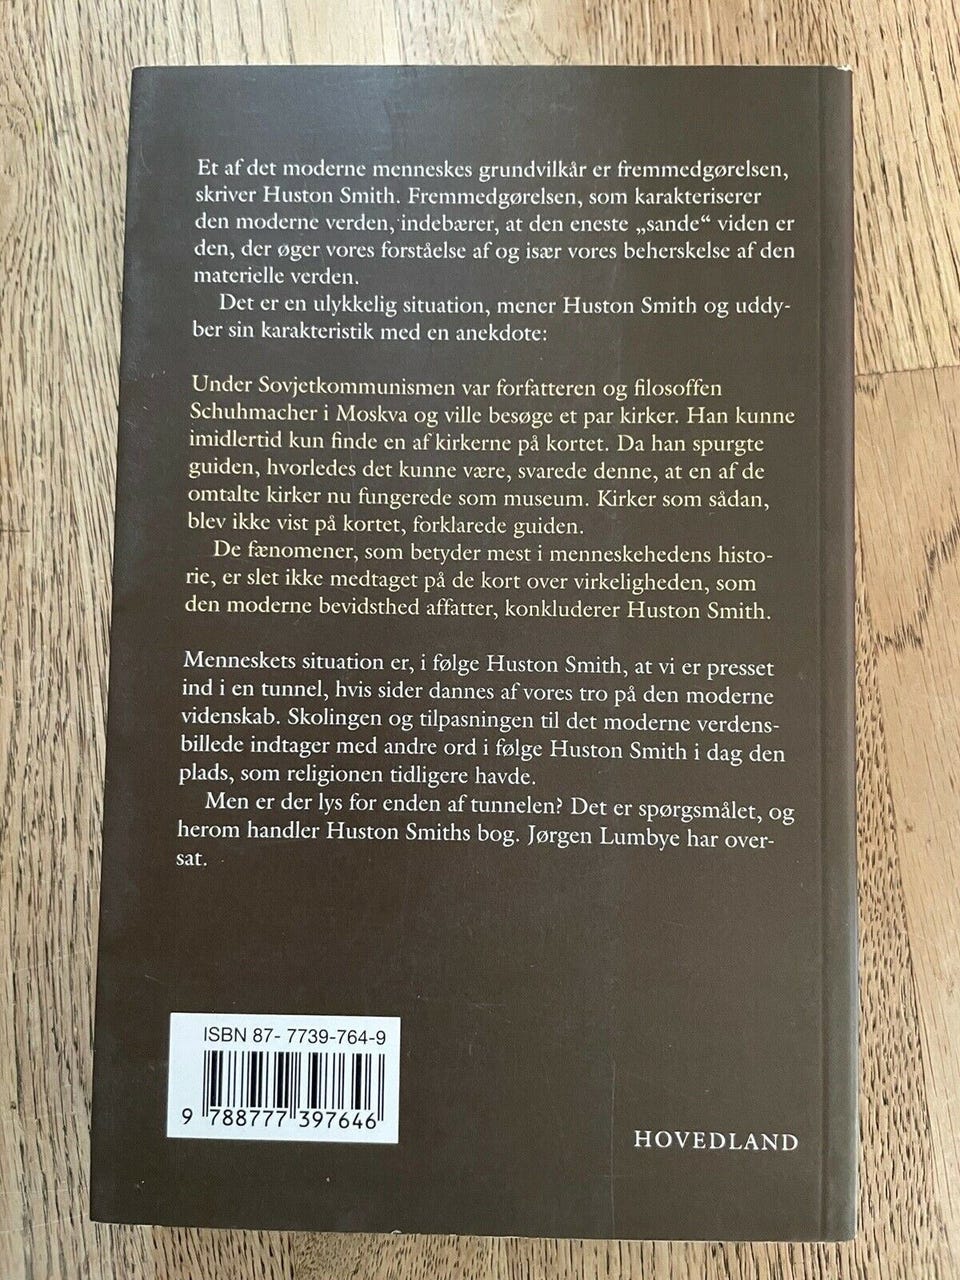 Et af det moderne menneskes grundvilkår er fremmedgørelsen,
skriver Huston Smith. Fremmedgørelsen, som karakteriserer
den moderne verden, indebærer, at den eneste „sande“ viden er
den, der øger vores forståelse af og især vores beherskelse af den
materielle verden.
Det er en ulykkelig situation, mener Huston Smith og uddy-
ber sin karakteristik med en anekdote:
Under Sovjetkommunismen var forfatteren og filosoffen
Schuhmacher i Moskva og ville besøge et par kirker. Han kunne
imidlertid kun finde en af kirkerne på kortet. Da han spurgte
guiden, hvorledes det kunne være, svarede denne, at en af de
omtalte kirker nu fungerede som museum. Kirker som sådan,
blev ikke vist på kortet, forklarede guiden.
De fænomener, som betyder mest i menneskehedens histo-
rie, er slet ikke medtaget på de kort over virkeligheden, som
den moderne bevidsthed affatter, konkluderer Huston Smith.
Menneskets situation er, i følge Huston Smith, at vi er presset
ind i en tunnel, hvis sider dannes af vores tro på den moderne
videnskab. Skolingen og tilpasningen til det moderne verdens-
billede indtager med andre ord i følge Huston Smith i dag den
plads, som religionen tidligere havde.
Men er der lys for enden af tunnelen? Det er spørgsmålet, og
herom handler Huston Smiths bog. Jørgen Lumbye har over-
sat.
ISBN 87- 7739-764-9
9 788777 397646
HOVEDLAND